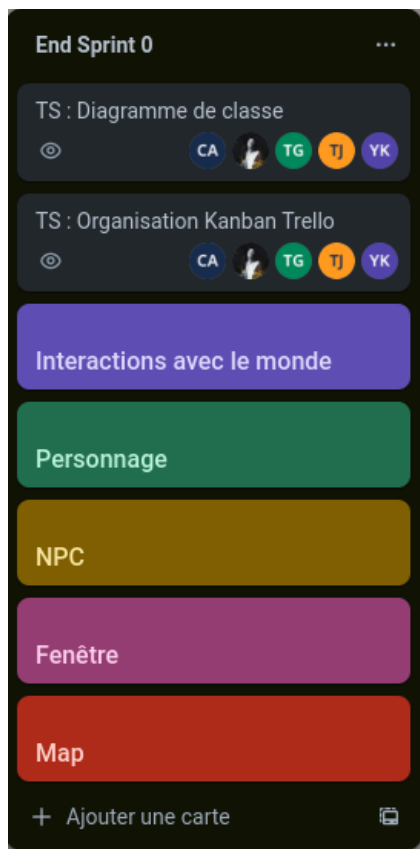 End Sprint 0
TS : Diagramme de classe
CA TG TJ YK
TS : Organisation Kanban Trello
CA TG TJ YK
Interactions avec le monde
Personnage
NPC
Fenêtre
Map
Ajouter une carte